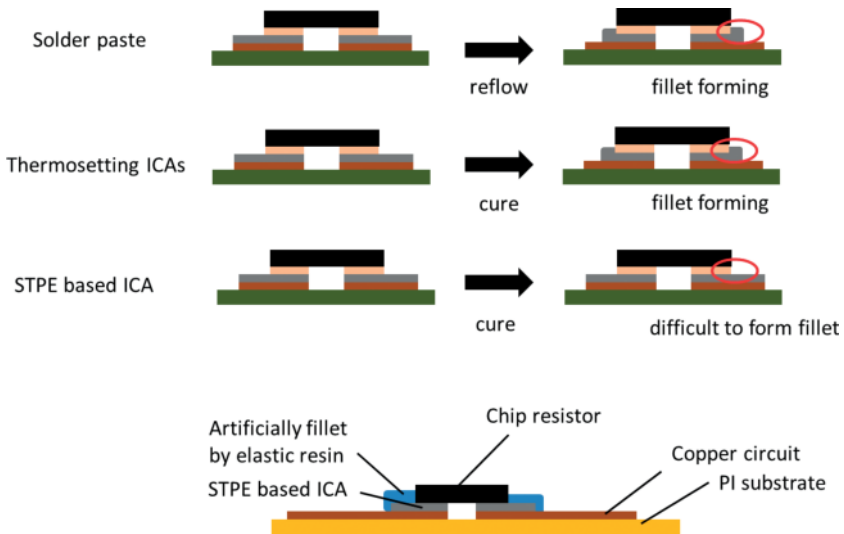 Solder paste
reflow
fillet forming
Thermosetting ICAs
cure
fillet forming
STPE based ICA
cure
difficult to form fillet
Chip resistor
Artificially fillet
by elastic resin
Copper circuit
STPE based ICA
PI substrate